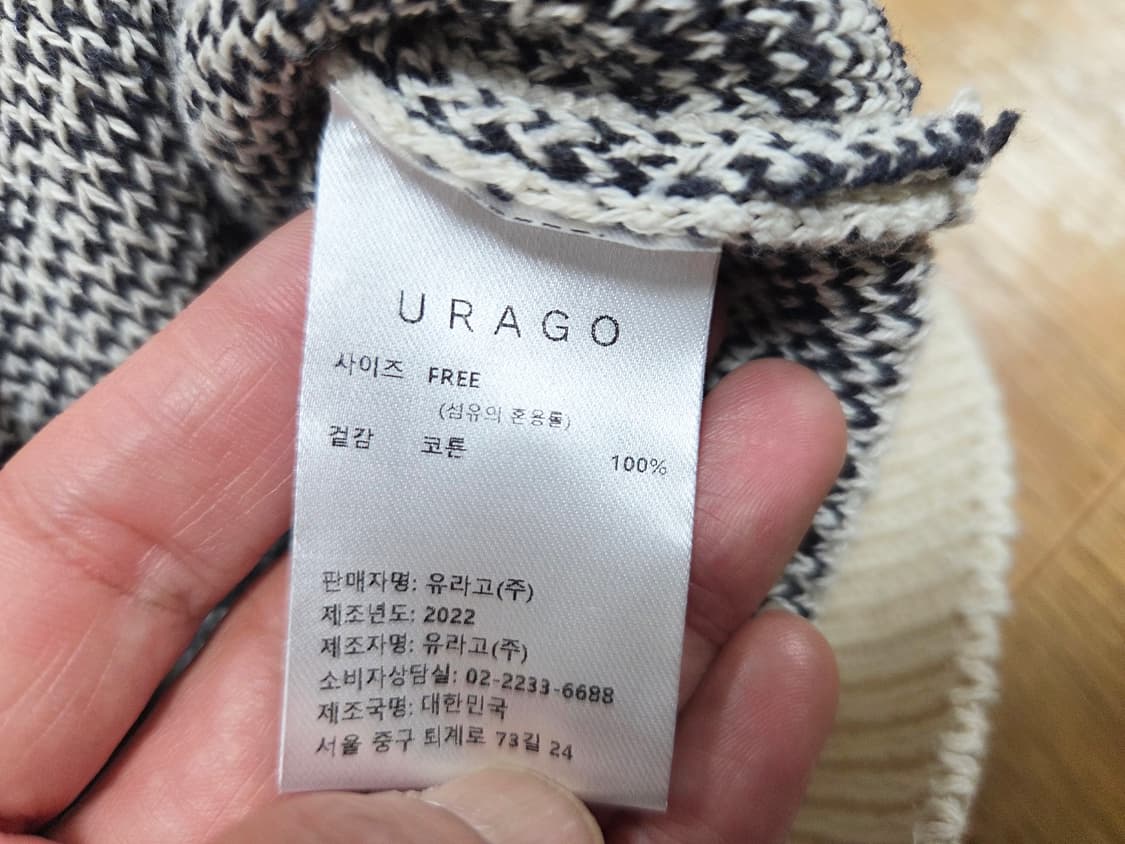 URAGO
사이즈 FREE
(섬유의 혼용률)
겉감 코튼 100%
판매자명: 유라고(주)
제조년도: 2022
제조자명: 유라고(주)
소비자상담실: 02-2233-6688
제조국명: 대한민국
서울 중구 퇴계로 73길 24